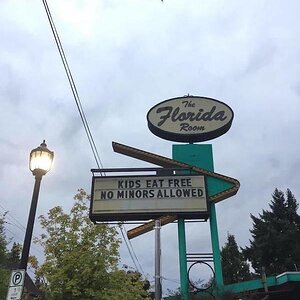 The
Florida
Room
KIDS EAT FREE
NO MINORS ALLOWED
P